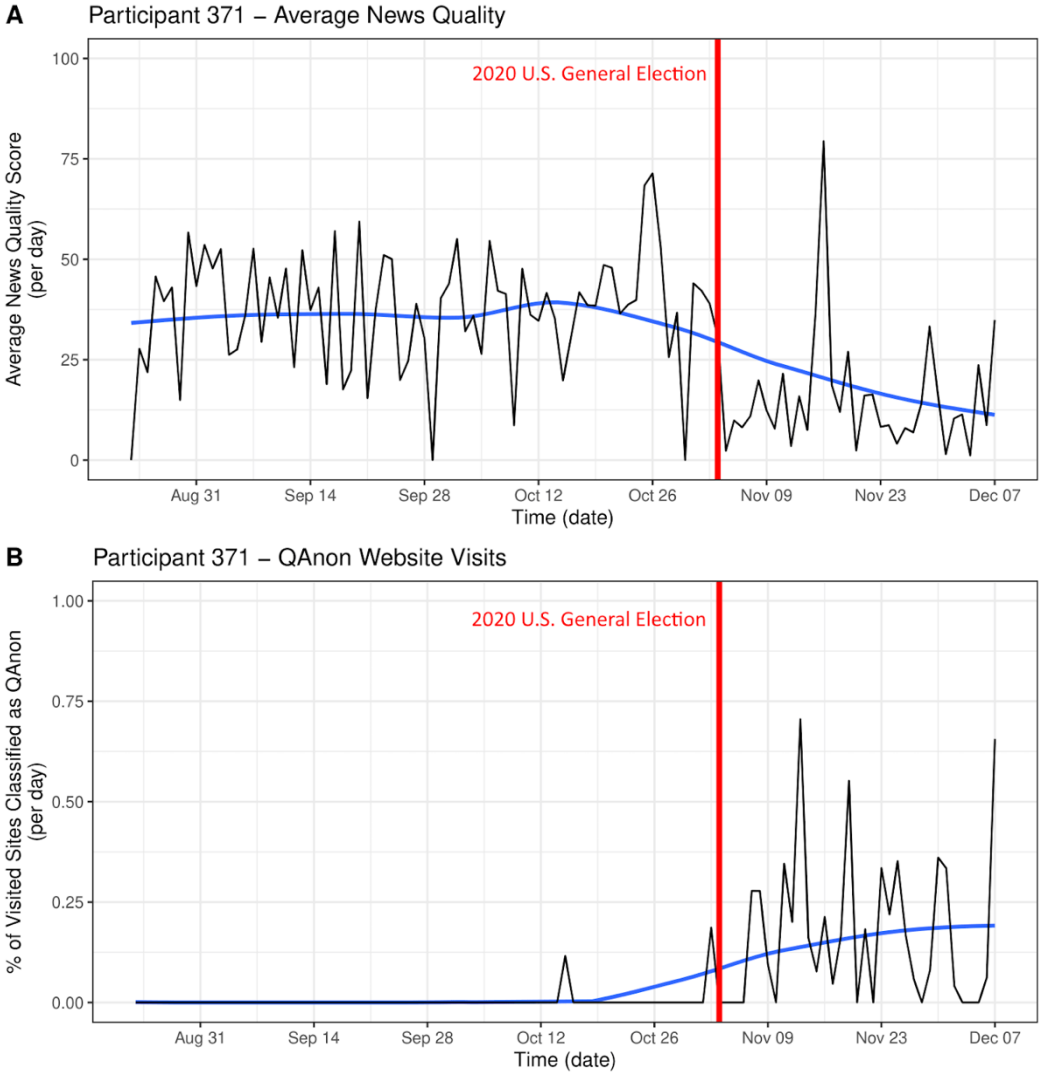 A
Participant 371 – Average News Quality
2020 U.S. General Election
Average News Quality Score
(per day)
100
75
50
25
0
Aug 31
Sep 14
Sep 28
Oct 12
Oct 26
Nov 09
Nov 23
Dec 07
Time (date)
B
Participant 371 – QAnon Website Visits
2020 U.S. General Election
% of Visited Sites Classified as QAnon
(per day)
1.00
0.75
0.50
0.25
0.00
Aug 31
Sep 14
Sep 28
Oct 12
Oct 26
Nov 09
Nov 23
Dec 07
Time (date)